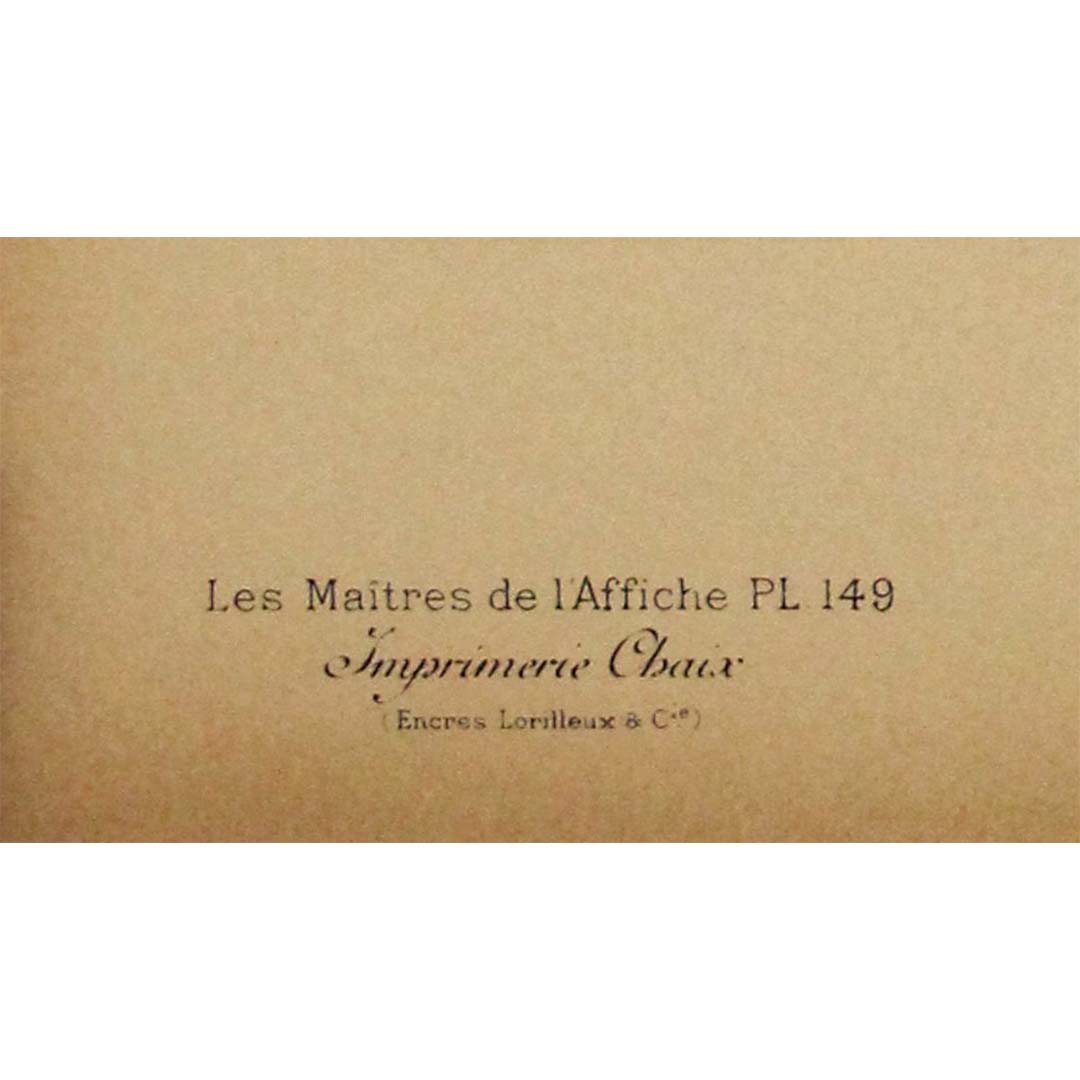 Les Maîtres de l'Affiche PL 149
Imprimerie Chaix
(Encres Lorilleux & Cie)